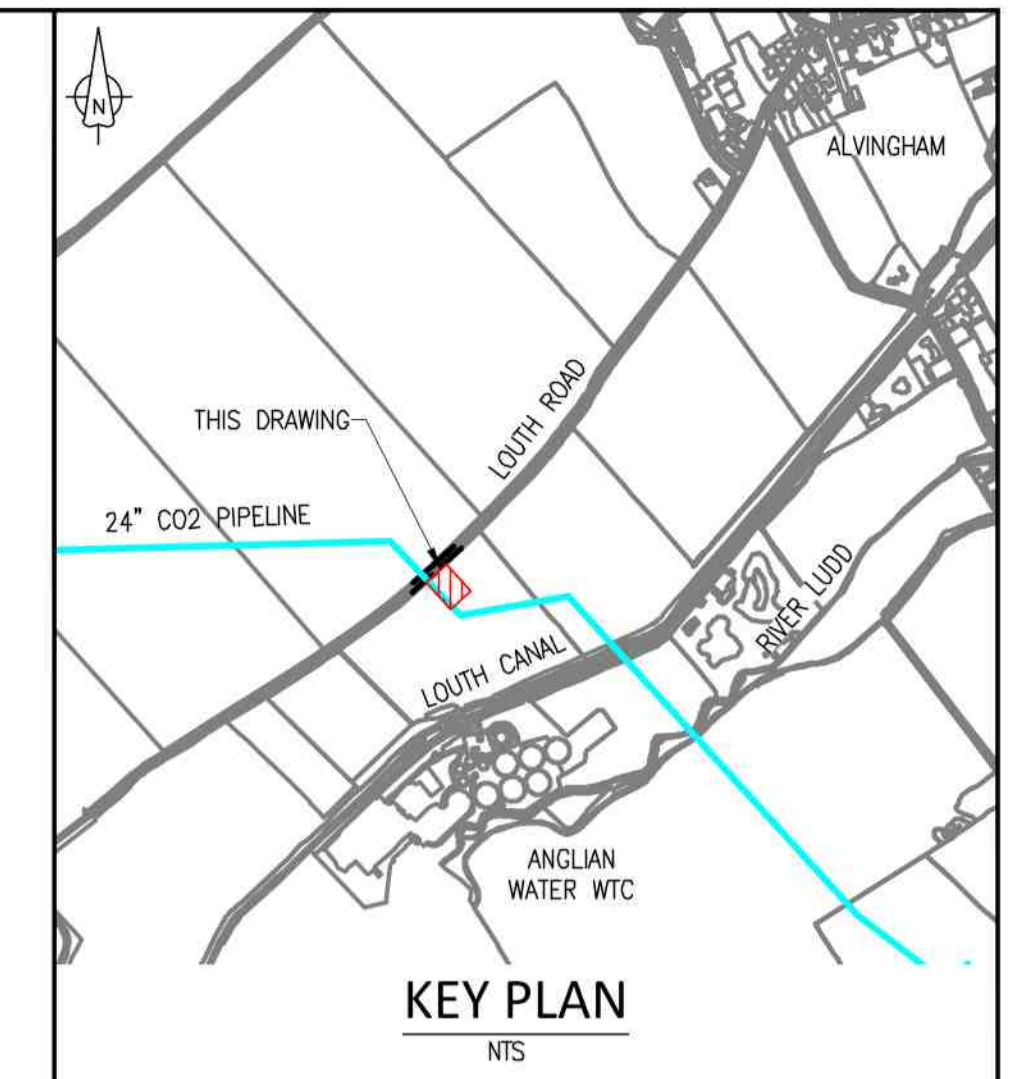 N
ALVINGHAM
LOUTH ROAD
THIS DRAWING
24" CO2 PIPELINE
RIVER LUDD
LOUTH CANAL
ANGLIAN
WATER WTC
KEY PLAN
NTS